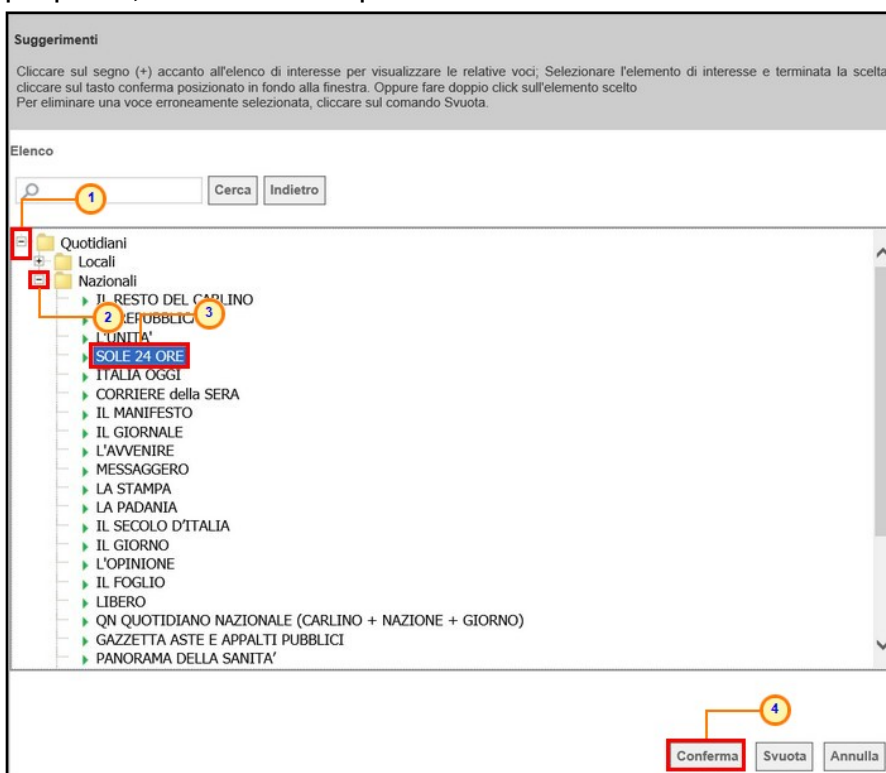 Suggerimenti
Cliccare sul segno (+) accanto all'elenco di interesse per visualizzare le relative voci; Selezionare l'elemento di interesse e terminata la scelta
cliccare sul tasto conferma posizionato in fondo alla finestra. Oppure fare doppio click sull'elemento scelto
Per eliminare una voce erroneamente selezionata, cliccare sul comando Svuota.
Elenco
Cerca Indietro
1
Quotidiani
Locali
Nazionali
IL RESTO DEL CARLINO
2 3
L'UNITA'
SOLE 24 ORE
ITALIA OGGI
CORRIERE della SERA
IL MANIFESTO
IL GIORNALE
L'AVVENIRE
MESSAGGERO
LA STAMPA
LA PADANIA
IL SECOLO D'ITALIA
IL GIORNO
L'OPINIONE
IL FOGLIO
LIBERO
QN QUOTIDIANO NAZIONALE (CARLINO + NAZIONE + GIORNO)
GAZZETTA ASTE E APPALTI PUBBLICI
PANORAMA DELLA SANITA'
4
Conferma Svuota Annulla